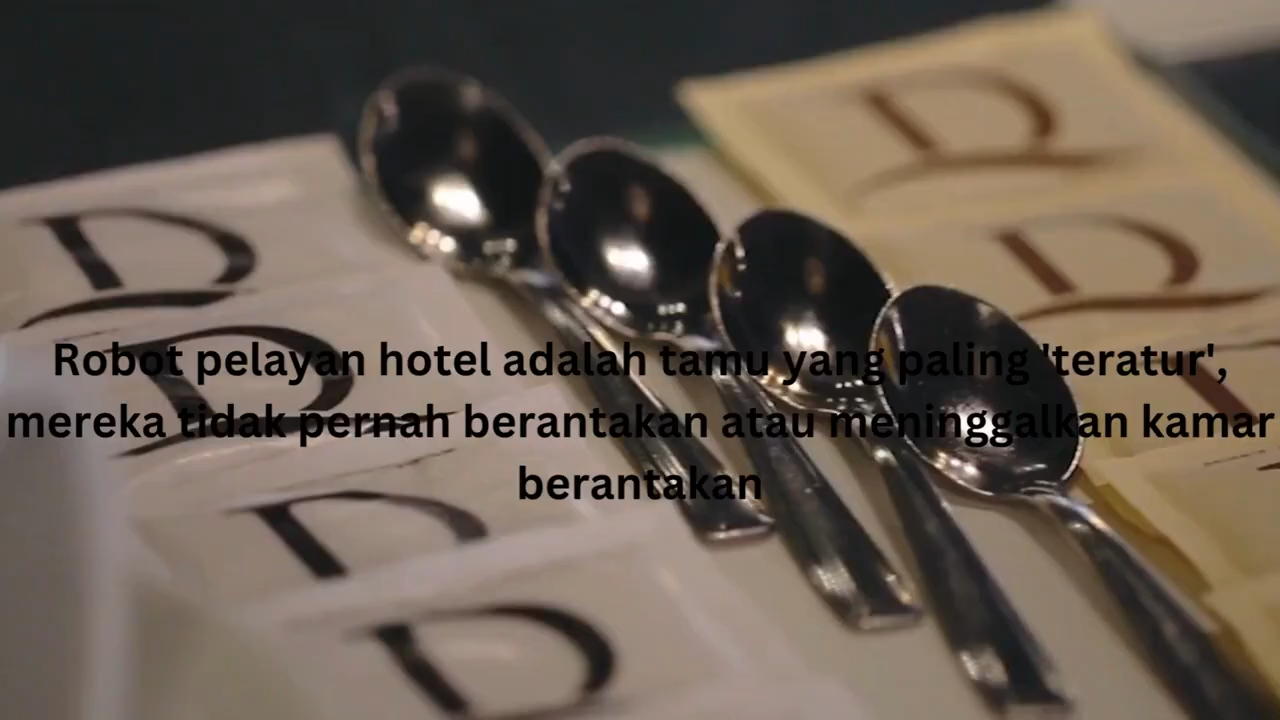 D
D
D
D
D
D
Robot pelayan hotel adalah tamu yang paling 'teratur',
mereka tidak pernah berantakan atau meninggalkan kamar
berantakan